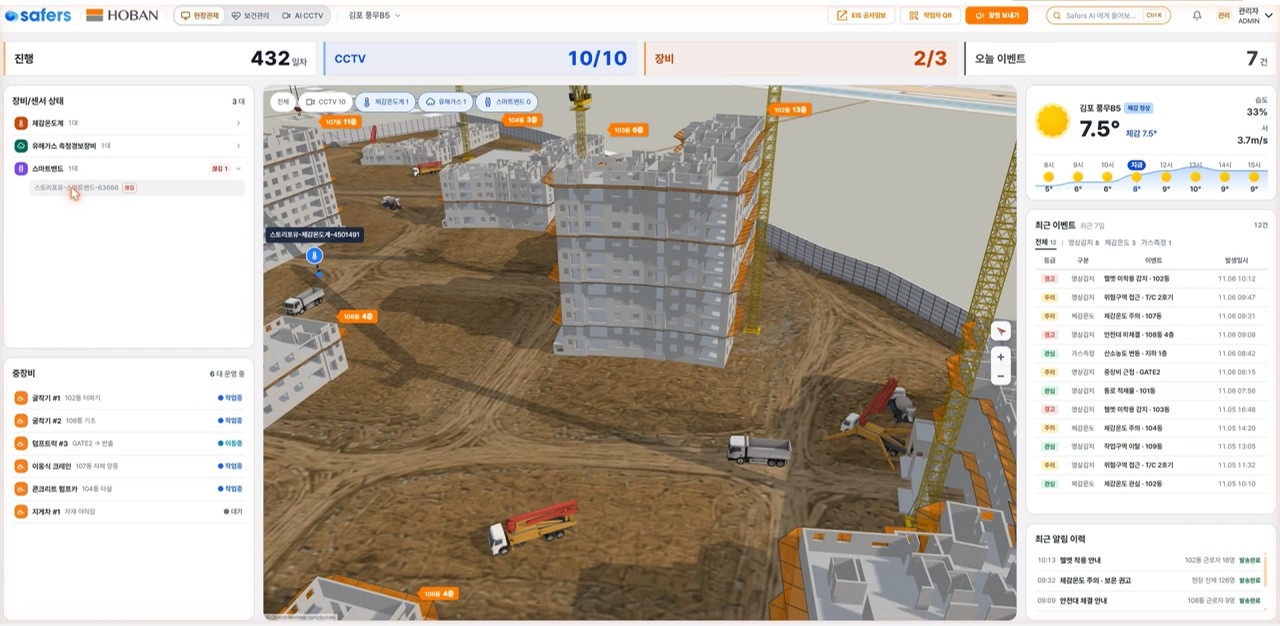 safers
HOBAN
현장관제
보건관리
AI CCTV
김포 풍무B5
EIS 공사일보
작업자 QR
알림 보내기
Safers AI 에게 물어보...
Ctrl K
관리
관리자
ADMIN
진행
432일차
CCTV
10/10
장비
2/3
오늘 이벤트
7건
장비/센서 상태
3 대
체감온도계 1대
유해가스 측정경보장비 1대
스마트밴드 1대
끊김 1
스토리포유-스마트밴드-63666 끊김
중장비
6 대 운영 중
굴착기 #1 102동 터파기
작업중
굴착기 #2 108동 기초
작업중
덤프트럭 #3 GATE2 → 반출
이동중
이동식 크레인 107동 자재 양중
작업중
콘크리트 펌프카 104동 타설
작업중
지게차 #1 자재 야적장
대기
전체
CCTV 10
체감온도계 1
유해가스 1
스마트밴드 0
107동 11층
104동 3층
103동 6층
102동 13층
스토리포유-체감온도계-4501491
108동 4층
109동 4층
김포 풍무B5
체감 정상
7.5°
체감 7.5°
습도
33%
서
3.7m/s
8시 9시 10시 지금 12시 13시 14시 15시
5° 6° 6° 8° 9° 10° 9° 9°
최근 이벤트 최근 7일
12건
전체 12 영상감지 8 체감온도 3 가스측정 1
등급 구분 이벤트 발생일시
경고 영상감지 헬멧 미착용 감지 · 102동 11.06 10:12
주의 영상감지 위험구역 접근 · T/C 2호기 11.06 09:47
주의 체감온도 체감온도 주의 · 107동 11.06 09:31
경고 영상감지 안전대 미체결 · 108동 4층 11.06 09:08
관심 가스측정 산소농도 변동 · 지하 1층 11.06 08:42
주의 영상감지 중장비 근접 · GATE2 11.06 08:15
관심 영상감지 통로 적재물 · 101동 11.06 07:56
경고 영상감지 헬멧 미착용 감지 · 103동 11.05 16:48
주의 체감온도 체감온도 주의 · 104동 11.05 14:20
관심 영상감지 작업구역 이탈 · 109동 11.05 13:05
주의 영상감지 위험구역 접근 · T/C 2호기 11.05 11:32
관심 체감온도 체감온도 관심 · 102동 11.05 10:10
최근 알림 이력
10:13 헬멧 착용 안내 102동 근로자 18명 발송완료
09:32 체감온도 주의 · 보온 권고 현장 전체 126명 발송완료
09:09 안전대 체결 안내 108동 근로자 9명 발송완료